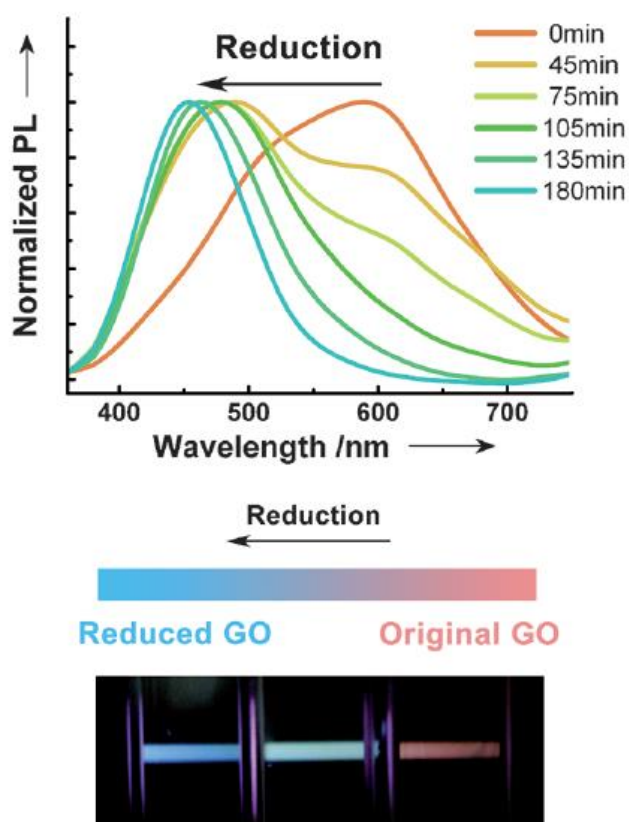 Reduction
0min
45min
75min
105min
135min
180min
Normalized PL
400 500 600 700
Wavelength /nm
Reduction
Reduced GO Original GO